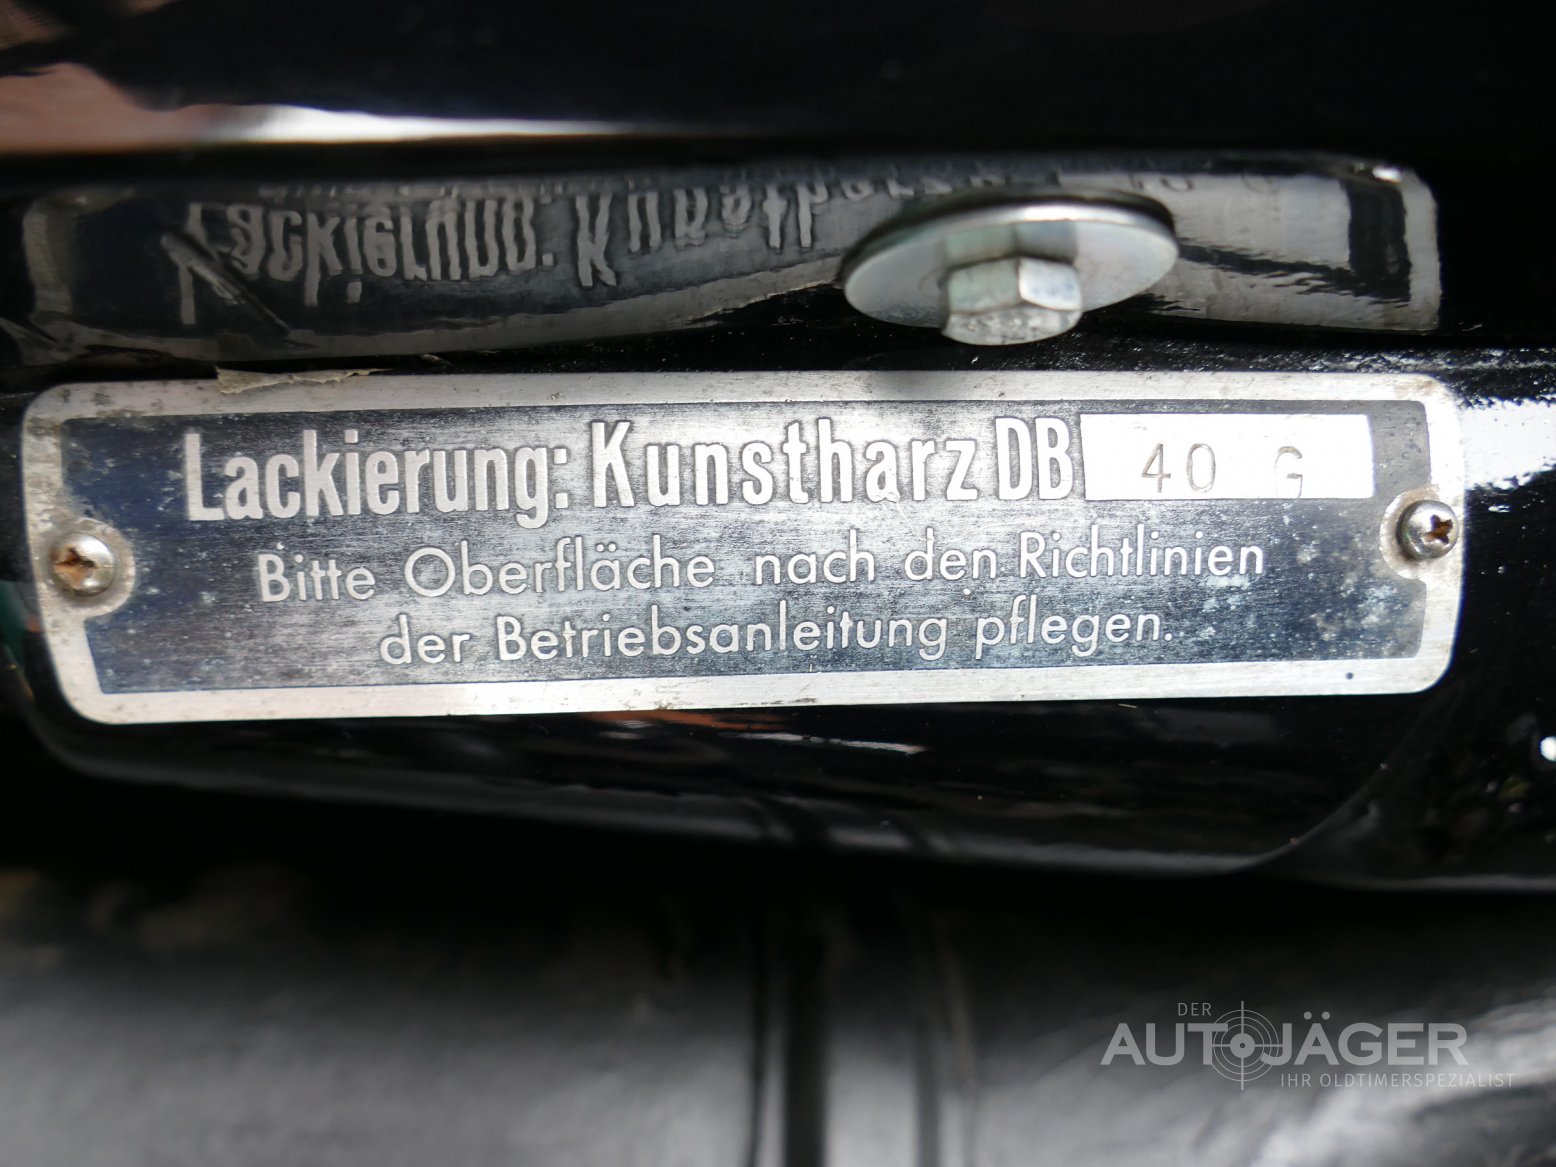 Lackierung: Kunstharz DB 40 G
Bitte Oberfläche nach den Richtlinien
der Betriebsanleitung pflegen.
DER
AUTOJÄGER
IHR OLDTIMERSPEZIALIST